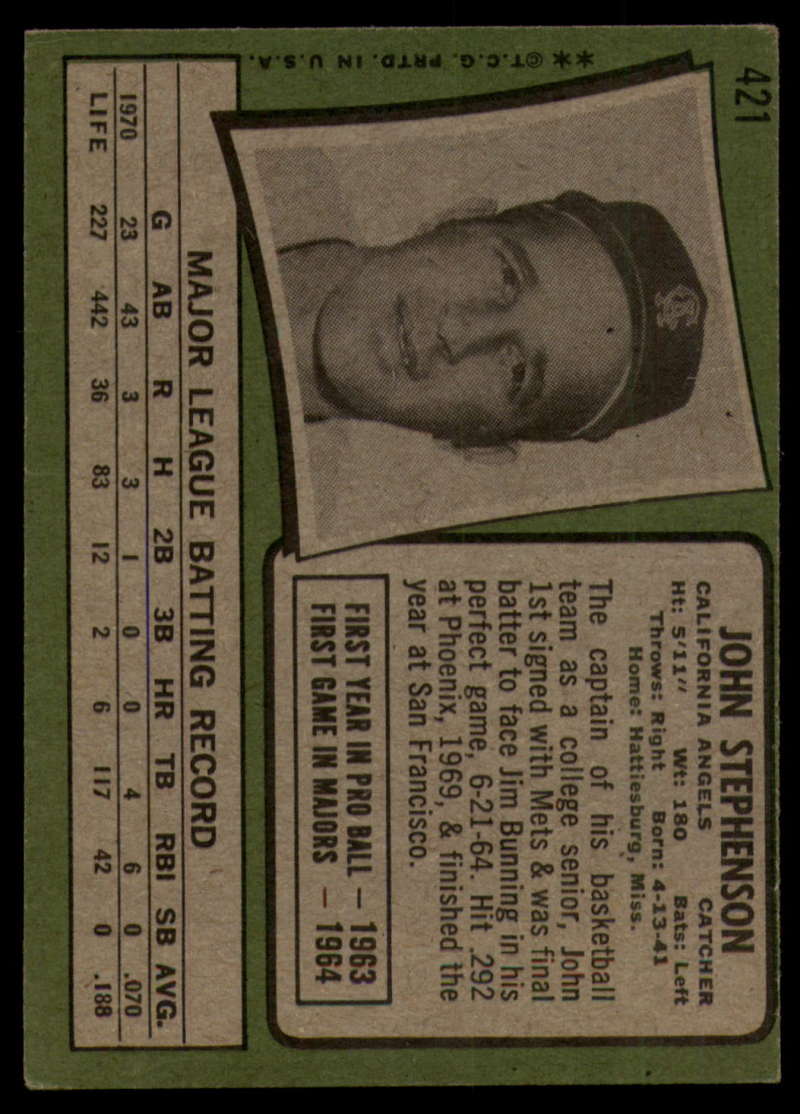 421
JOHN STEPHENSON
CALIFORNIA ANGELS CATCHER
Ht: 5'11" Wt: 180 Bats: Left
Throws: Right Born: 4-13-41
Home: Hattiesburg, Miss.
The captain of his basketball
team as a college senior, John
1st signed with Mets & was final
batter to face Jim Bunning in his
perfect game, 6-21-64. Hit .292
at Phoenix, 1969, & finished the
year at San Francisco.
FIRST YEAR IN PRO BALL — 1963
FIRST GAME IN MAJORS — 1964
MAJOR LEAGUE BATTING RECORD
G AB R H 2B 3B HR TB RBI SB AVG.
1970 23 43 3 3 1 0 0 4 6 0 .070
LIFE 227 442 36 83 12 2 6 117 42 0 .188
**©T.C.G. PRTD. IN U.S.A.